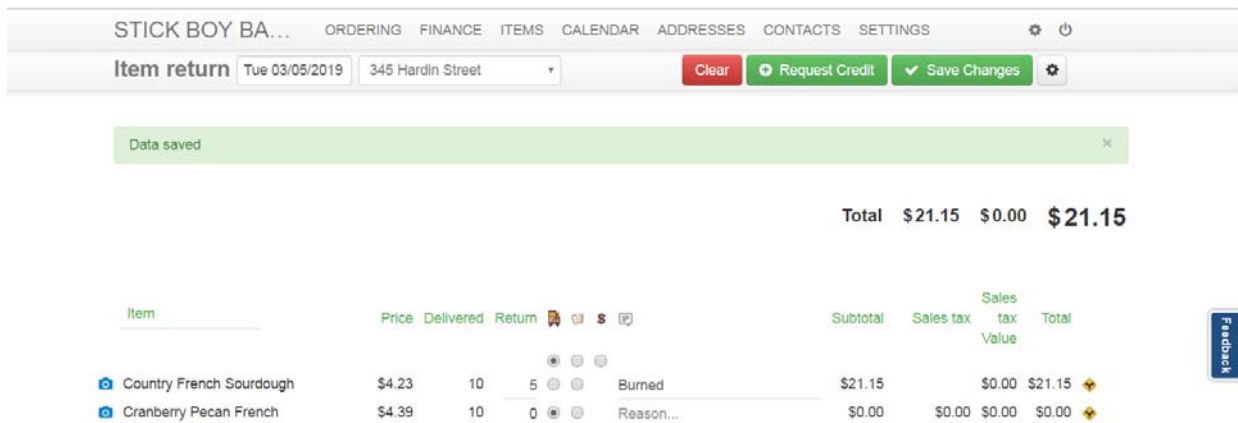 STICK BOY BA... ORDERING FINANCE ITEMS CALENDAR ADDRESSES CONTACTS SETTINGS
Item return Tue 03/05/2019 345 Hardin Street Clear Request Credit Save Changes
Data saved ×
Total $21.15 $0.00 $21.15
Item Price Delivered Return $ Subtotal Sales tax Sales tax Value Total
Country French Sourdough $4.23 10 5 Burned $21.15 $0.00 $21.15
Cranberry Pecan French $4.39 10 0 Reason... $0.00 $0.00 $0.00 $0.00
Feedback